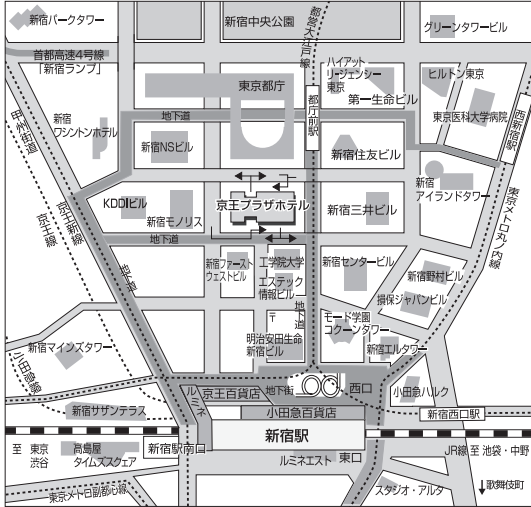 新宿パークタワー
新宿中央公園
都営大江戸線
グリーンタワービル
首都高速4号線
「新宿ランプ」
ハイアット
リージェンシー
東京
ヒルトン東京
東京都庁
第一生命ビル
甲州街道
新宿
ワシントンホテル
地下道
都庁前駅
東京医科大学病院
西新宿駅
新宿NSビル
新宿住友ビル
京王新線
京王線
KDDIビル
京王プラザホテル
新宿
アイランドタワー
東京メトロ丸ノ内線
新宿モノリス
新宿三井ビル
地下道
地下道
新宿ファースト
ウェストビル
工学院大学
エステック
情報ビル
新宿センタービル
新宿野村ビル
損保ジャパンビル
〒
地下道
モード学園
コクーンタワー
明治安田生命
新宿ビル
新宿マインズタワー
新宿エルタワー
小田急線
ルミネ
京王百貨店
地下街
西口
小田急ハルク
新宿サザンテラス
小田急百貨店
新宿西口駅
至 東京
渋谷
高島屋
タイムズスクェア
新宿駅南口
新宿駅
JR線 至 池袋・中野
ルミネエスト
東口
東京メトロ副都心線
スタジオ・アルタ
歌舞伎町